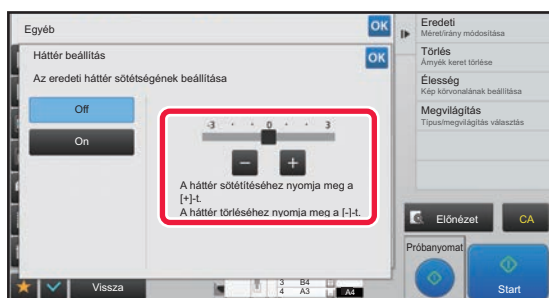 Egyéb
OK
Háttér beállítás
OK
Az eredeti háttér sötétségének beállítása
Off
On
-3 · · 0 · · 3
− +
A háttér sötétítéséhez nyomja meg a
[+]-t.
A háttér törléséhez nyomja meg a [-]-t.
Vissza
3 B4
4 A3
A4
Eredeti
Méret/irány módosítása
Törlés
Árnyék keret törlése
Élesség
Kép körvonalának beállítása
Megvilágítás
Típus/megvilágítás választás
Előnézet
CA
Próbanyomat
Start